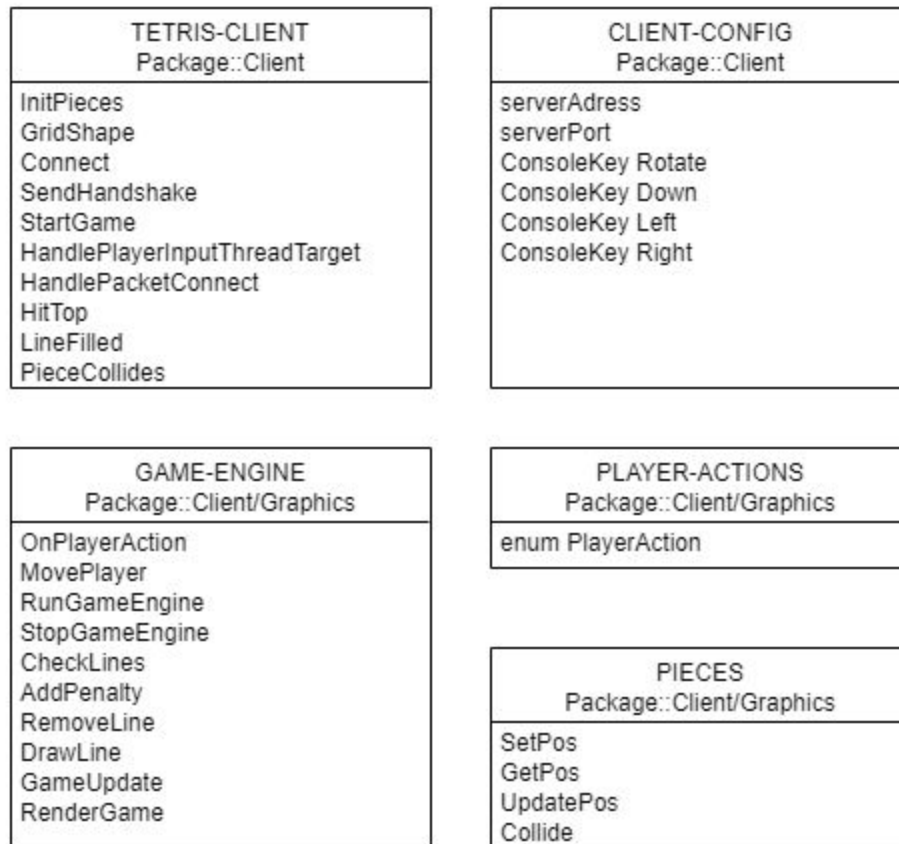 TETRIS-CLIENT
Package::Client
InitPieces
GridShape
Connect
SendHandshake
StartGame
HandlePlayerInputThreadTarget
HandlePacketConnect
HitTop
LineFilled
PieceCollides
CLIENT-CONFIG
Package::Client
serverAdress
serverPort
ConsoleKey Rotate
ConsoleKey Down
ConsoleKey Left
ConsoleKey Right
GAME-ENGINE
Package::Client/Graphics
OnPlayerAction
MovePlayer
RunGameEngine
StopGameEngine
CheckLines
AddPenalty
RemoveLine
DrawLine
GameUpdate
RenderGame
PLAYER-ACTIONS
Package::Client/Graphics
enum PlayerAction
PIECES
Package::Client/Graphics
SetPos
GetPos
UpdatePos
Collide